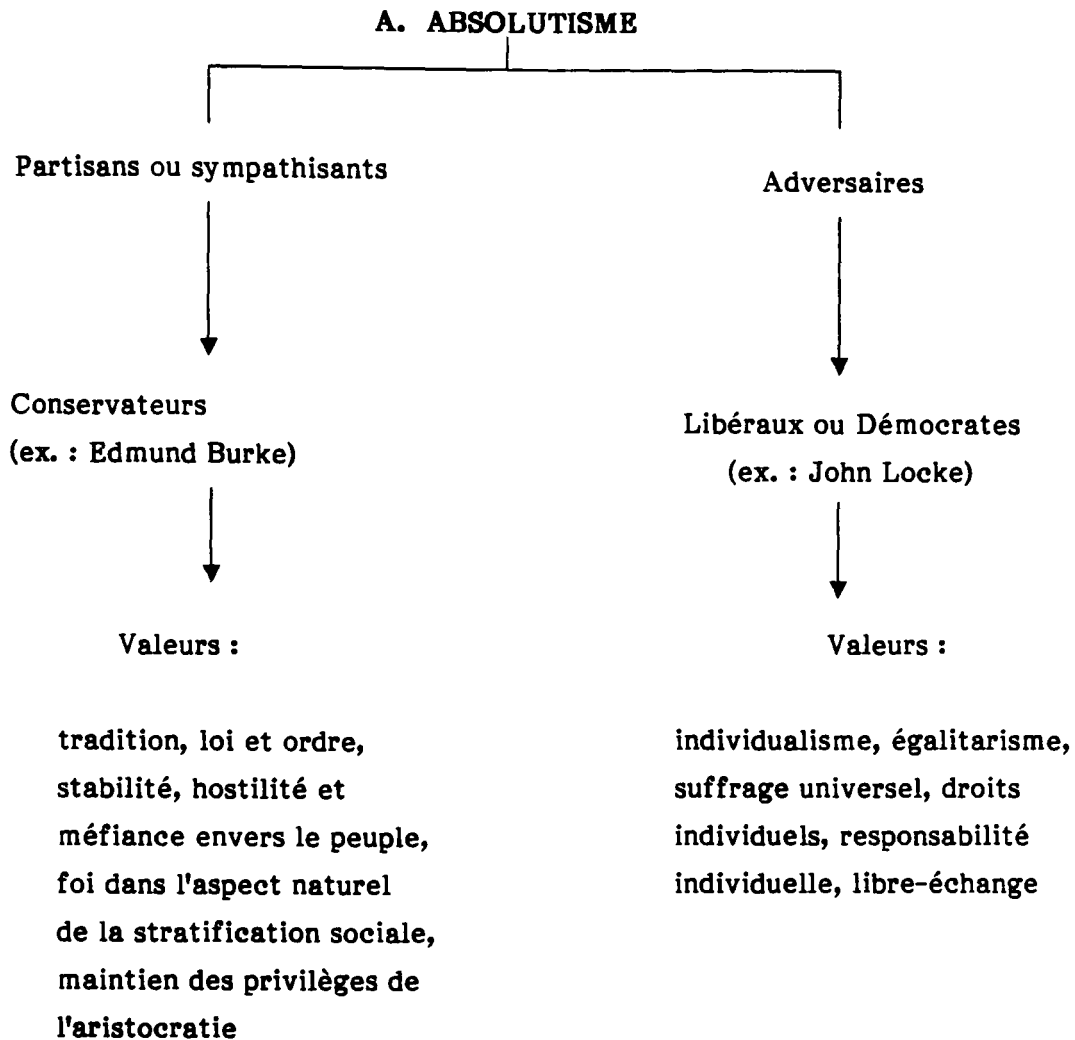 A. ABSOLUTISME
Partisans ou sympathisants
Adversaires
Conservateurs
(ex. : Edmund Burke)
Libéraux ou Démocrates
(ex. : John Locke)
Valeurs :
Valeurs :
tradition, loi et ordre,
stabilité, hostilité et
méfiance envers le peuple,
foi dans l'aspect naturel
de la stratification sociale,
maintien des privilèges de
l'aristocratie
individualisme, égalitarisme,
suffrage universel, droits
individuels, responsabilité
individuelle, libre-échange